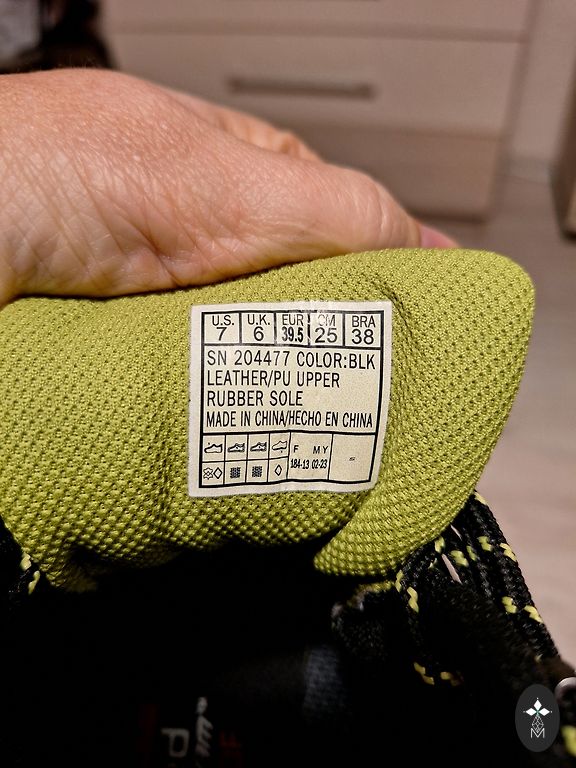 U.S. U.K. EUR CM BRA
7 6 39.5 25 38
SN 204477 COLOR:BLK
LEATHER/PU UPPER
RUBBER SOLE
MADE IN CHINA/HECHO EN CHINA
F MY
184-13 02-23